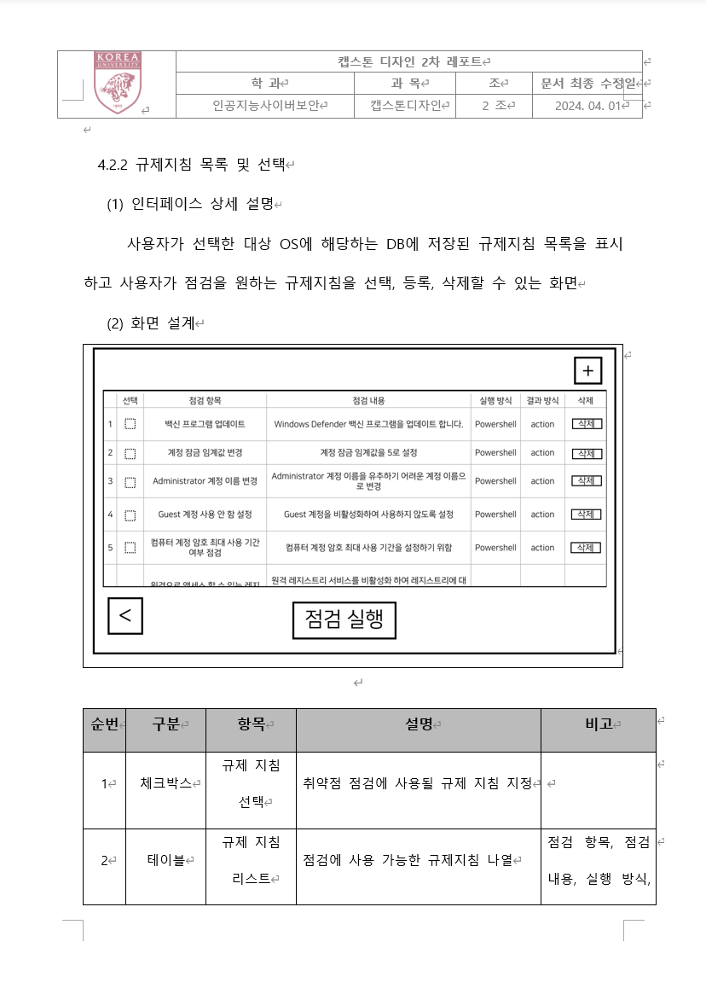 KOREA
UNIVERSITY
1905
캡스톤 디자인 2차 레포트
학 과 과 목 조 문서 최종 수정일
인공지능사이버보안 캡스톤디자인 2 조 2024. 04. 01
4.2.2 규제지침 목록 및 선택
(1) 인터페이스 상세 설명
사용자가 선택한 대상 OS에 해당하는 DB에 저장된 규제지침 목록을 표시
하고 사용자가 점검을 원하는 규제지침을 선택, 등록, 삭제할 수 있는 화면
(2) 화면 설계
+
선택 점검 항목 점검 내용 실행 방식 결과 방식 삭제
1 백신 프로그램 업데이트 Windows Defender 백신 프로그램을 업데이트 합니다. Powershell action 삭제
2 계정 잠금 임계값 변경 계정 잠금 임계값을 5로 설정 Powershell action 삭제
3 Administrator 계정 이름 변경 Administrator 계정 이름을 유추하기 어려운 계정 이름으
로 변경 Powershell action 삭제
4 Guest 계정 사용 안 함 설정 Guest 계정을 비활성화하여 사용하지 않도록 설정 Powershell action 삭제
5 컴퓨터 계정 암호 최대 사용 기간
여부 점검 컴퓨터 계정 암호 최대 사용 기간을 설정하기 위함 Powershell action 삭제
원격으로 액세스 할 수 있는 레지 원격 레지스트리 서비스를 비활성화 하여 레지스트리에 대
< 점검 실행
순번 구분 항목 설명 비고
1 체크박스 규제 지침
선택 취약점 점검에 사용될 규제 지침 지정
2 테이블 규제 지침
리스트 점검에 사용 가능한 규제지침 나열 점검 항목, 점검
내용, 실행 방식,